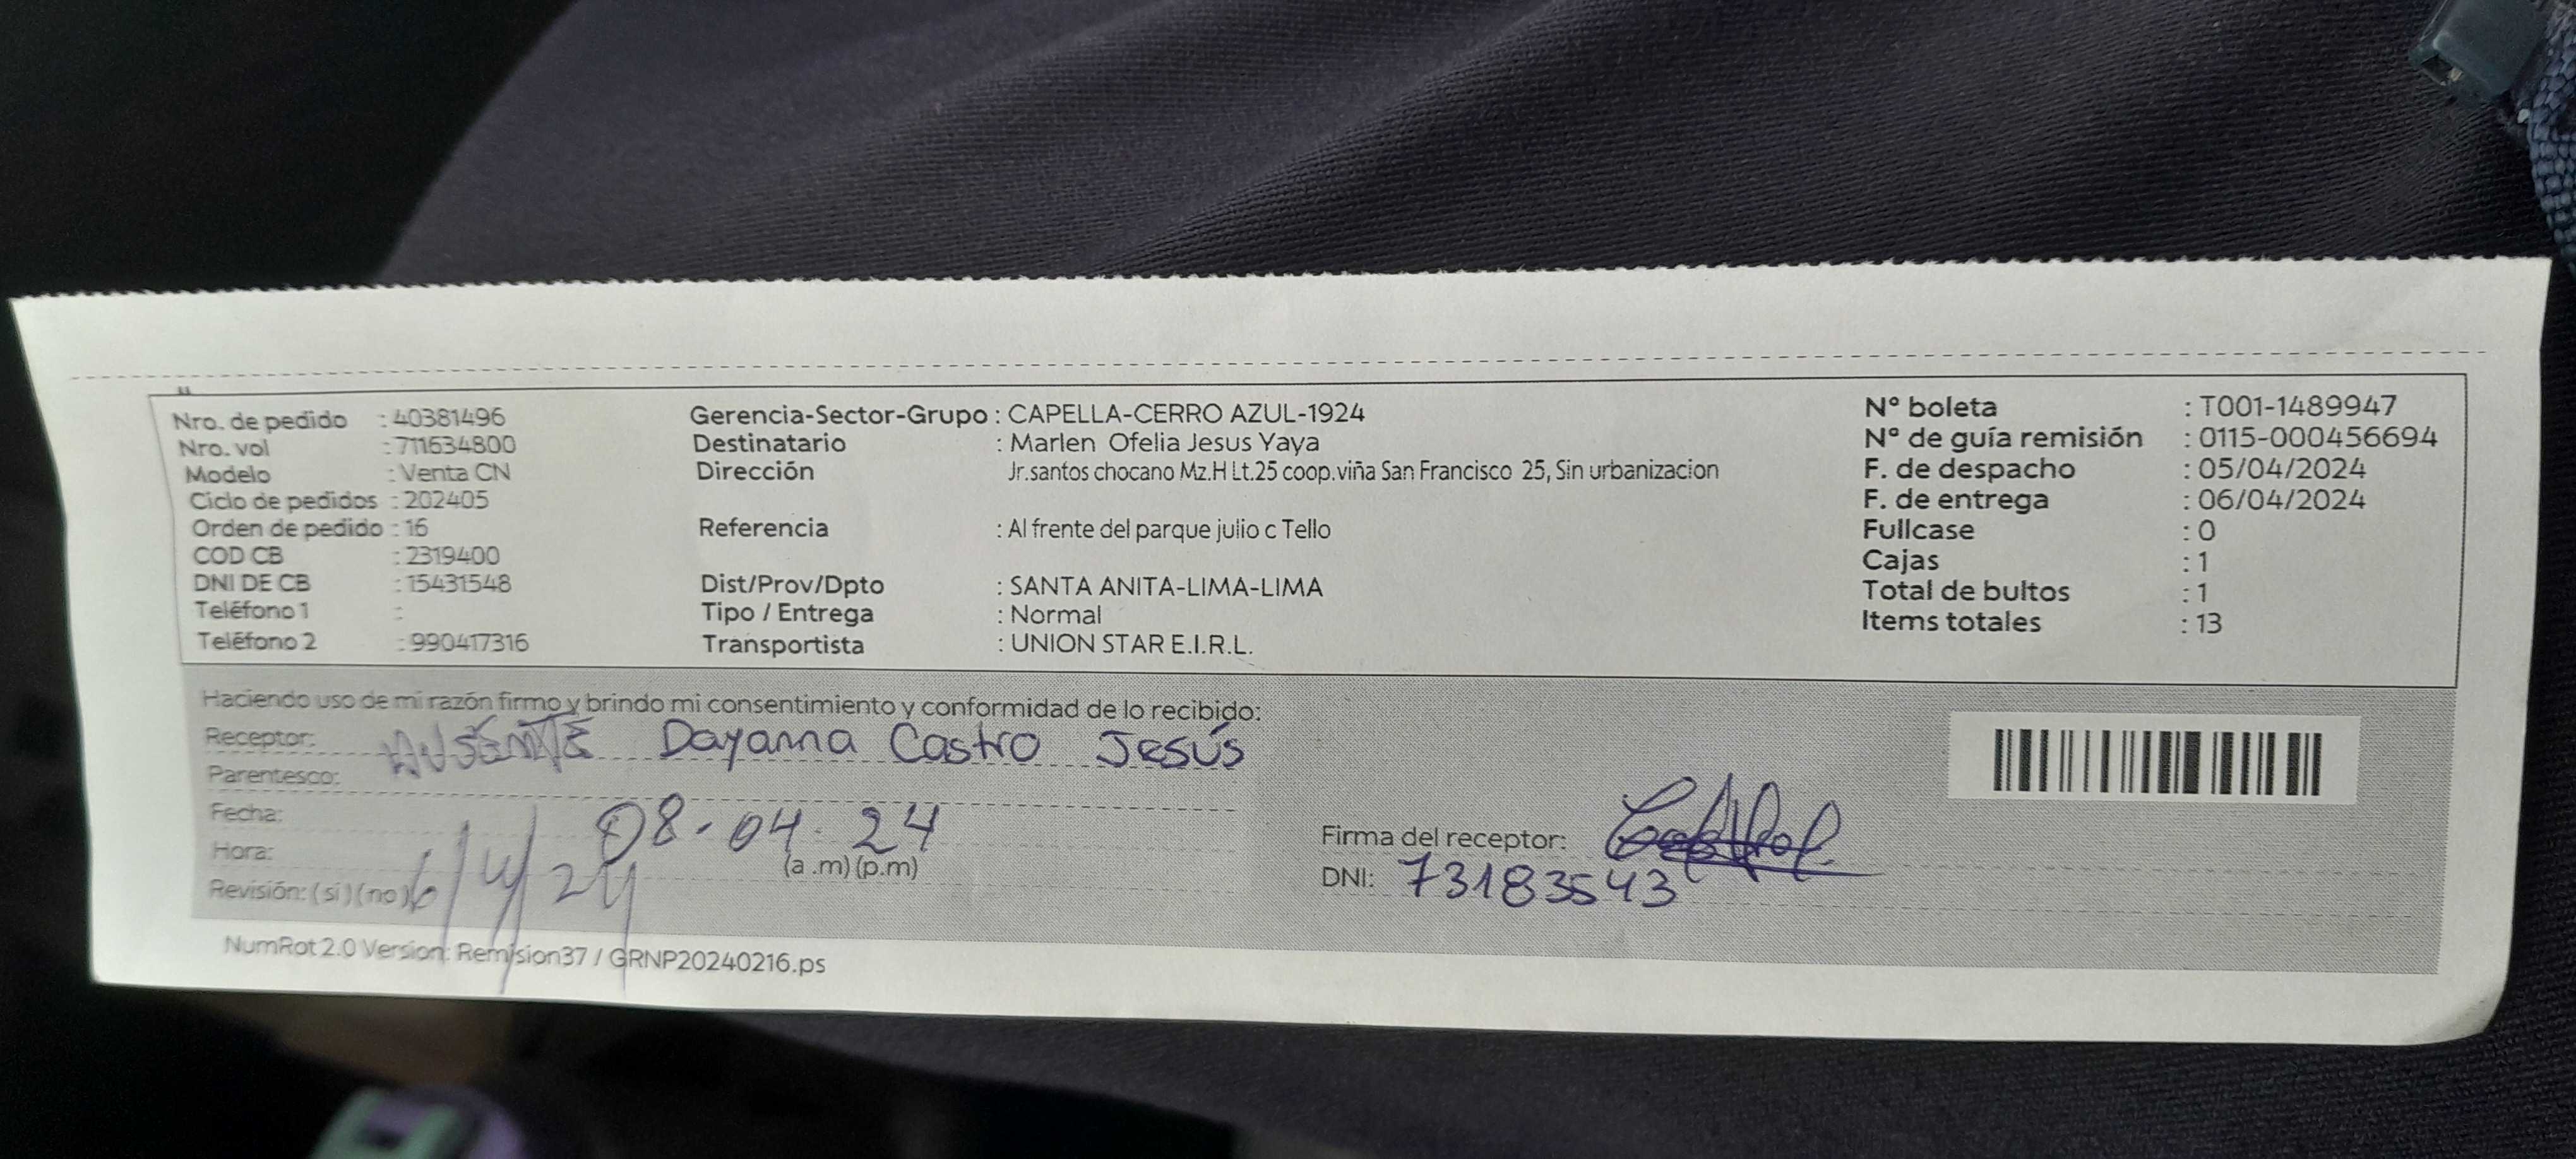 Nro. de pedido : 40381496
Nro. vol : 711634800
Modelo : Venta CN
Ciclo de pedidos : 202405
Orden de pedido : 16
COD CB : 2319400
DNI DE CB : 15431548
Teléfono 1 :
Teléfono 2 : 990417316
Gerencia-Sector-Grupo : CAPELLA-CERRO AZUL-1924
Destinatario : Marlen Ofelia Jesus Yaya
Dirección Jr.santos chocano Mz.H Lt.25 coop.viña San Francisco 25, Sin urbanizacion
Referencia : Al frente del parque julio c Tello
Dist/Prov/Dpto : SANTA ANITA-LIMA-LIMA
Tipo / Entrega : Normal
Transportista : UNION STAR E.I.R.L.
N° boleta : T001-1489947
N° de guía remisión : 0115-000456694
F. de despacho : 05/04/2024
F. de entrega : 06/04/2024
Fullcase : 0
Cajas : 1
Total de bultos : 1
Items totales : 13
Haciendo uso de mi razón firmo y brindo mi consentimiento y conformidad de lo recibido:
Receptor: AUSENTE Dayanna Castro Jesús
Parentesco:
Fecha: 08-04-24
Hora: (a.m) (p.m)
Revisión: (si) (no) 6/4/24
Firma del receptor:
DNI: 73183543
NumRot 2.0 Version: Remision37 / GRNP20240216.ps